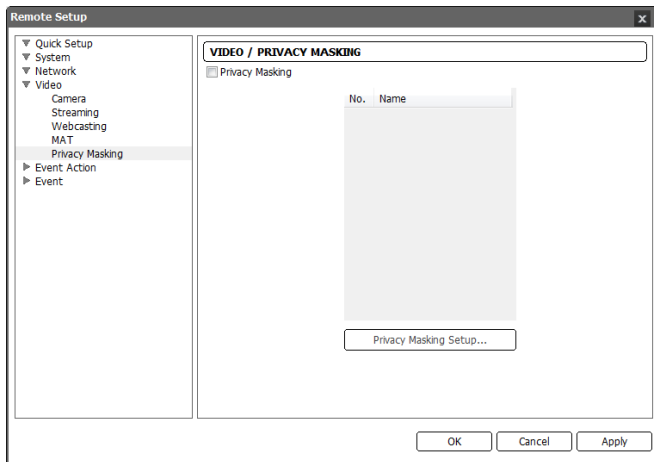 Remote Setup
x
Quick Setup
System
Network
Video
Camera
Streaming
Webcasting
MAT
Privacy Masking
Event Action
Event
VIDEO / PRIVACY MASKING
Privacy Masking
No. Name
Privacy Masking Setup...
OK Cancel Apply